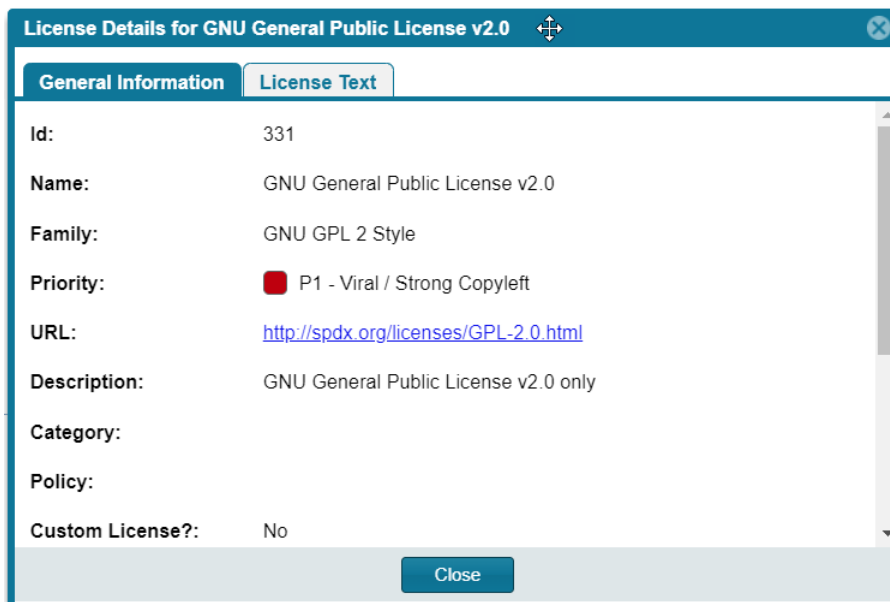 License Details for GNU General Public License v2.0
General Information License Text
Id: 331
Name: GNU General Public License v2.0
Family: GNU GPL 2 Style
Priority: P1 - Viral / Strong Copyleft
URL: http://spdx.org/licenses/GPL-2.0.html
Description: GNU General Public License v2.0 only
Category:
Policy:
Custom License?: No
Close